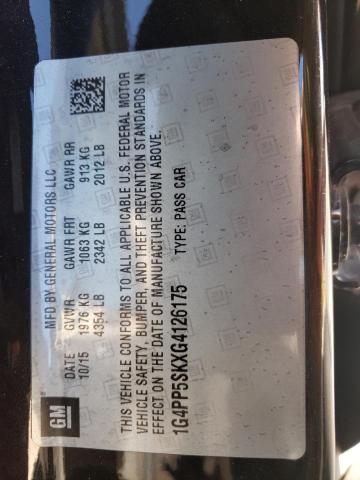 GM
MFD BY GENERAL MOTORS LLC
DATE GVWR GAWR FRT GAWR RR
10/15 1976 KG 1063 KG 913 KG
4354 LB 2342 LB 2012 LB
THIS VEHICLE CONFORMS TO ALL APPLICABLE U.S. FEDERAL MOTOR
VEHICLE SAFETY, BUMPER, AND THEFT PREVENTION STANDARDS IN
EFFECT ON THE DATE OF MANUFACTURE SHOWN ABOVE.
1G4PP5SKXG4126175 TYPE: PASS CAR